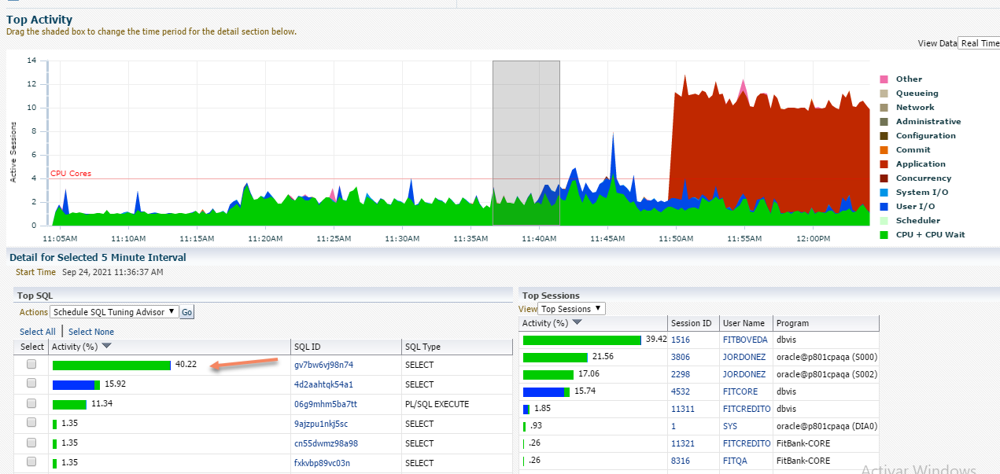 Top Activity
Drag the shaded box to change the time period for the detail section below.
View Data Real Time
14
12
10
8
6
4
2
0
Active Sessions
CPU Cores
11:05AM 11:10AM 11:15AM 11:20AM 11:25AM 11:30AM 11:35AM 11:40AM 11:45AM 11:50AM 11:55AM 12:00PM
Other
Queueing
Network
Administrative
Configuration
Commit
Application
Concurrency
System I/O
User I/O
Scheduler
CPU + CPU Wait
Detail for Selected 5 Minute Interval
Start Time Sep 24, 2021 11:36:37 AM
Top SQL
Actions Schedule SQL Tuning Advisor Go
Select All | Select None
Select Activity (%) SQL ID SQL Type
40.22 gv7bw6vj98n74 SELECT
15.92 4d2aahtqk54a1 SELECT
11.34 06g9mhm5ba7tt PL/SQL EXECUTE
1.35 9ajzpu1nkj5sc SELECT
1.35 cn55dwmz98a98 SELECT
1.35 fxkvbp89vc03n SELECT
Top Sessions
View Top Sessions
Activity (%) Session ID User Name Program
39.42 1516 FITBOVEDA dbvis
21.56 3806 JORDONEZ oracle@p801cpaqa (S000)
17.06 2298 JORDONEZ oracle@p801cpaqa (S002)
15.74 4532 FITCORE dbvis
1.85 11311 FITCREDITO dbvis
.93 1 SYS oracle@p801cpaqa (DIA0)
.26 11321 FITCREDITO FitBank-CORE
.26 8316 FITQA FitBank-CORE
Activar Windows